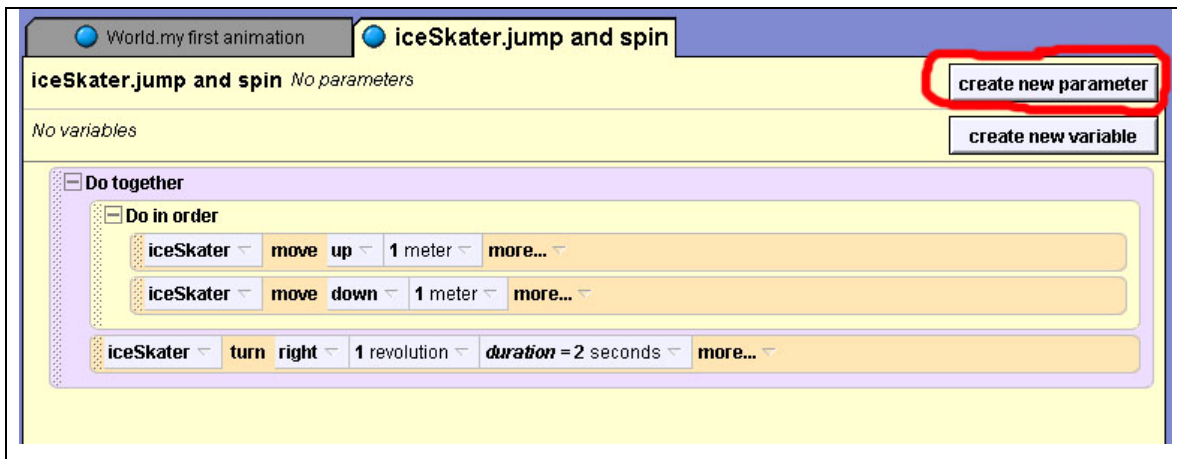 World.my first animation
iceSkater.jump and spin
iceSkater.jump and spin No parameters
create new parameter
No variables
create new variable
Do together
Do in order
iceSkater move up 1 meter more...
iceSkater move down 1 meter more...
iceSkater turn right 1 revolution duration = 2 seconds more...